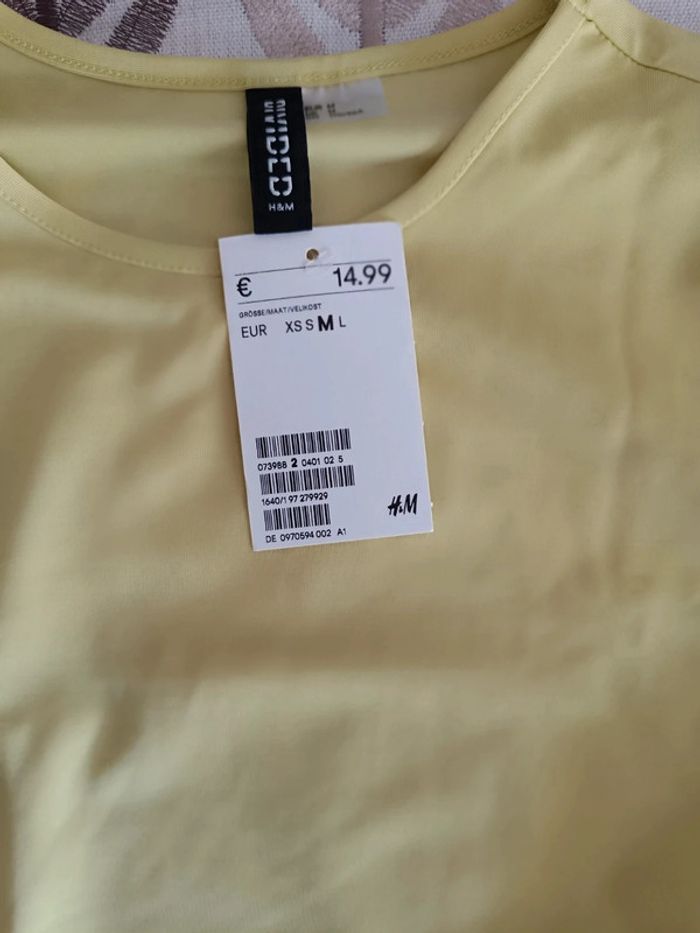 DIVIDED
H&M
€ 14.99
GRÖSSE/MAAT/VELIKOST
EUR XS S M L
073988 2 0401 02 5
1640/1 97 279929
H&M
DE 0970594 002 A1